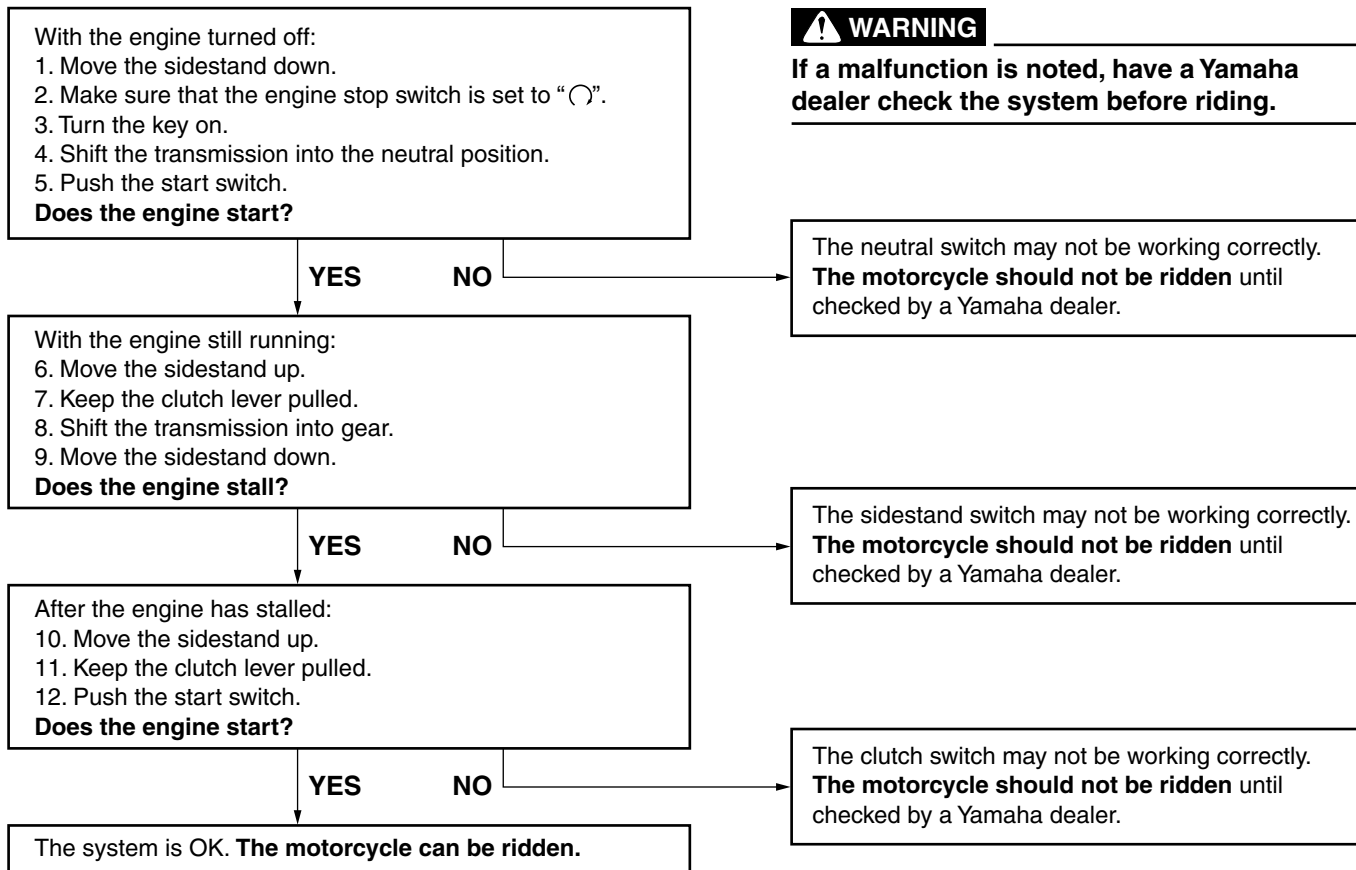 With the engine turned off:
1. Move the sidestand down.
2. Make sure that the engine stop switch is set to “○”.
3. Turn the key on.
4. Shift the transmission into the neutral position.
5. Push the start switch.
Does the engine start?
WARNING
If a malfunction is noted, have a Yamaha
dealer check the system before riding.
YES NO
The neutral switch may not be working correctly.
The motorcycle should not be ridden until
checked by a Yamaha dealer.
With the engine still running:
6. Move the sidestand up.
7. Keep the clutch lever pulled.
8. Shift the transmission into gear.
9. Move the sidestand down.
Does the engine stall?
YES NO
The sidestand switch may not be working correctly.
The motorcycle should not be ridden until
checked by a Yamaha dealer.
After the engine has stalled:
10. Move the sidestand up.
11. Keep the clutch lever pulled.
12. Push the start switch.
Does the engine start?
YES NO
The clutch switch may not be working correctly.
The motorcycle should not be ridden until
checked by a Yamaha dealer.
The system is OK. The motorcycle can be ridden.